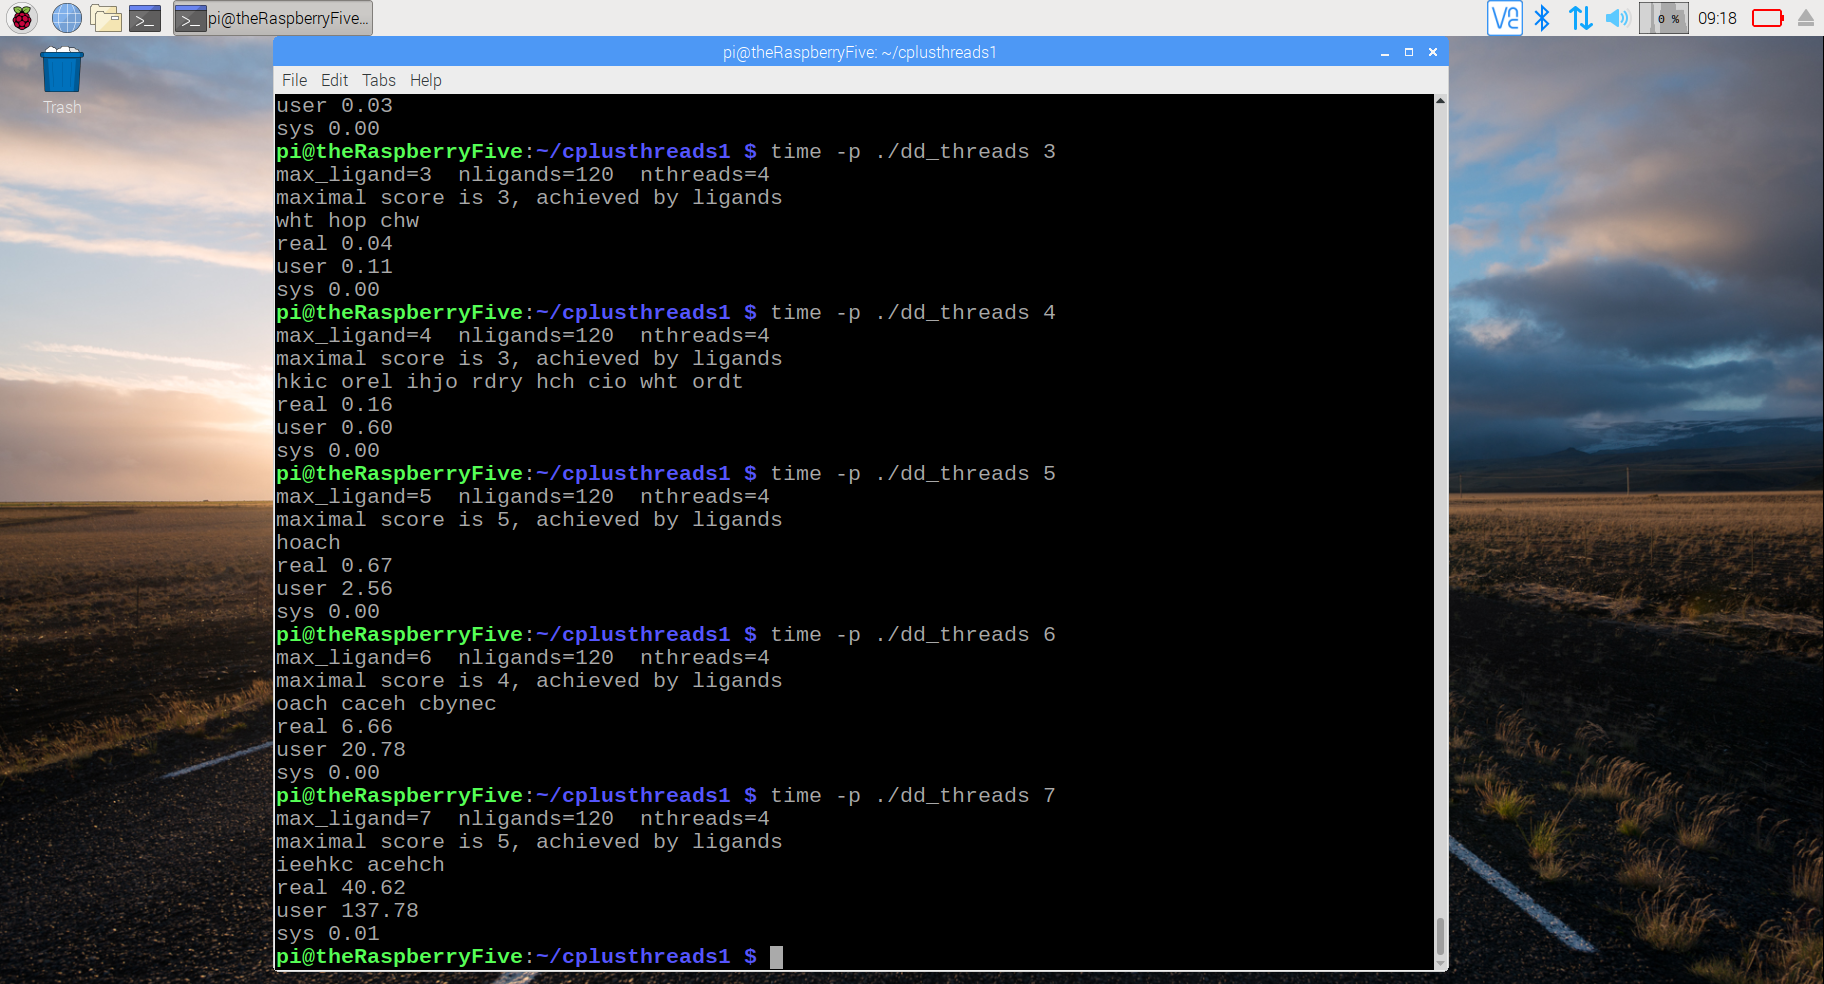 pi@theRaspberryFive...
0 %
09:18
Trash
pi@theRaspberryFive: ~/cplusthreads1
File Edit Tabs Help
user 0.03
sys 0.00
pi@theRaspberryFive:~/cplusthreads1 $ time -p ./dd_threads 3
max_ligand=3  nligands=120  nthreads=4
maximal score is 3, achieved by ligands
wht hop chw
real 0.04
user 0.11
sys 0.00
pi@theRaspberryFive:~/cplusthreads1 $ time -p ./dd_threads 4
max_ligand=4  nligands=120  nthreads=4
maximal score is 3, achieved by ligands
hkic orel ihjo rdry hch cio wht ordt
real 0.16
user 0.60
sys 0.00
pi@theRaspberryFive:~/cplusthreads1 $ time -p ./dd_threads 5
max_ligand=5  nligands=120  nthreads=4
maximal score is 5, achieved by ligands
hoach
real 0.67
user 2.56
sys 0.00
pi@theRaspberryFive:~/cplusthreads1 $ time -p ./dd_threads 6
max_ligand=6  nligands=120  nthreads=4
maximal score is 4, achieved by ligands
oach caceh cbynec
real 6.66
user 20.78
sys 0.00
pi@theRaspberryFive:~/cplusthreads1 $ time -p ./dd_threads 7
max_ligand=7  nligands=120  nthreads=4
maximal score is 5, achieved by ligands
ieehkc acehch
real 40.62
user 137.78
sys 0.01
pi@theRaspberryFive:~/cplusthreads1 $